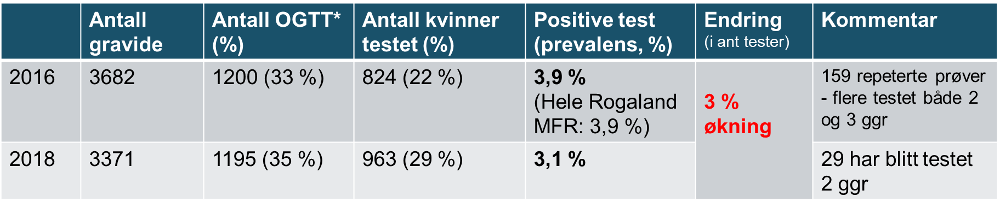 Antall gravide
Antall OGTT* (%)
Antall kvinner testet (%)
Positive test (prevalens, %)
Endring (i ant tester)
Kommentar
2016
3682
1200 (33 %)
824 (22 %)
3,9 %
(Hele Rogaland
MFR: 3,9 %)
3 %
økning
159 repeterte prøver
- flere testet både 2
og 3 ggr
2018
3371
1195 (35 %)
963 (29 %)
3,1 %
29 har blitt testet
2 ggr